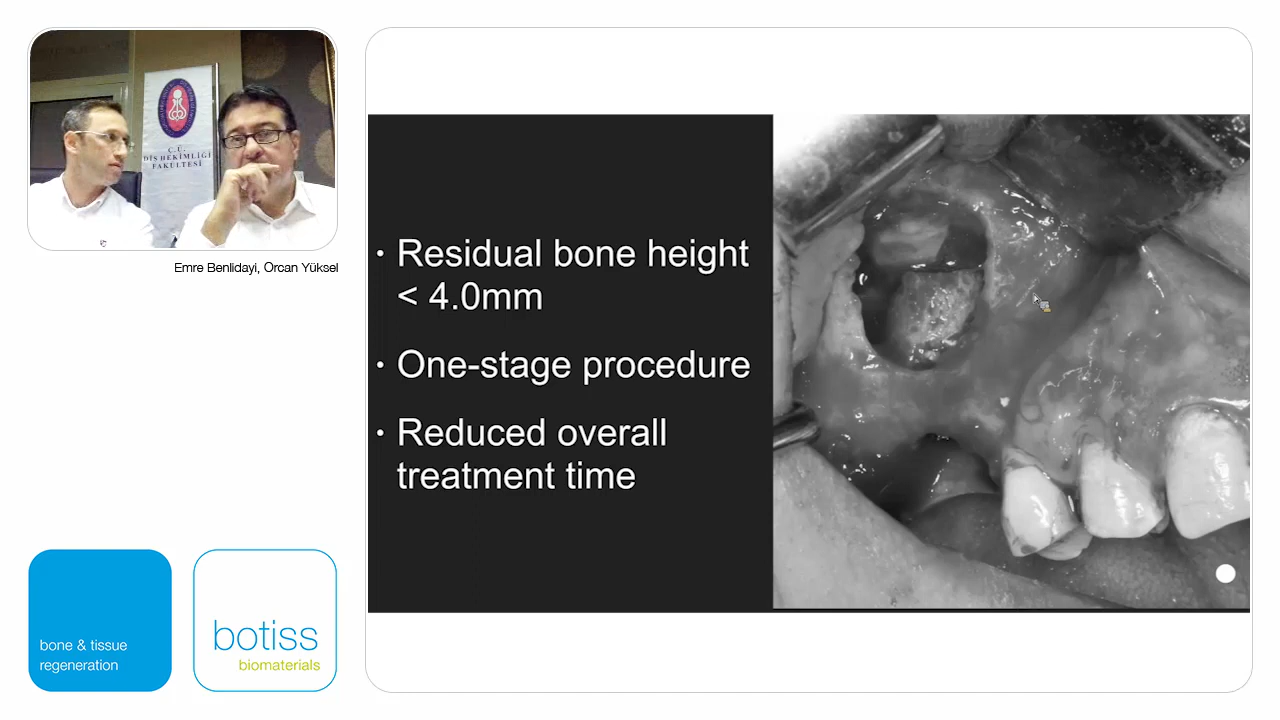 C.Ü.
DİŞ HEKİMLİĞİ
FAKÜLTESİ
Emre Benlidayi, Orcan Yüksel
• Residual bone height
< 4.0mm
• One-stage procedure
• Reduced overall
treatment time
bone & tissue
regeneration
botiss
biomaterials